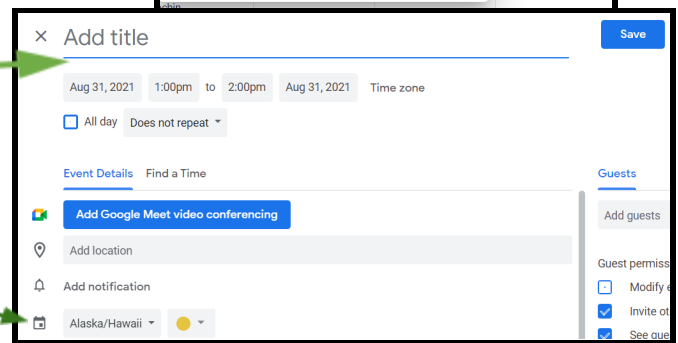 Add title
Save
Aug 31, 2021 1:00pm to 2:00pm Aug 31, 2021 Time zone
All day Does not repeat
Event Details Find a Time
Guests
Add Google Meet video conferencing
Add guests
Add location
Guest permiss
Add notification
Modify e
Invite ot
Alaska/Hawaii
See gue